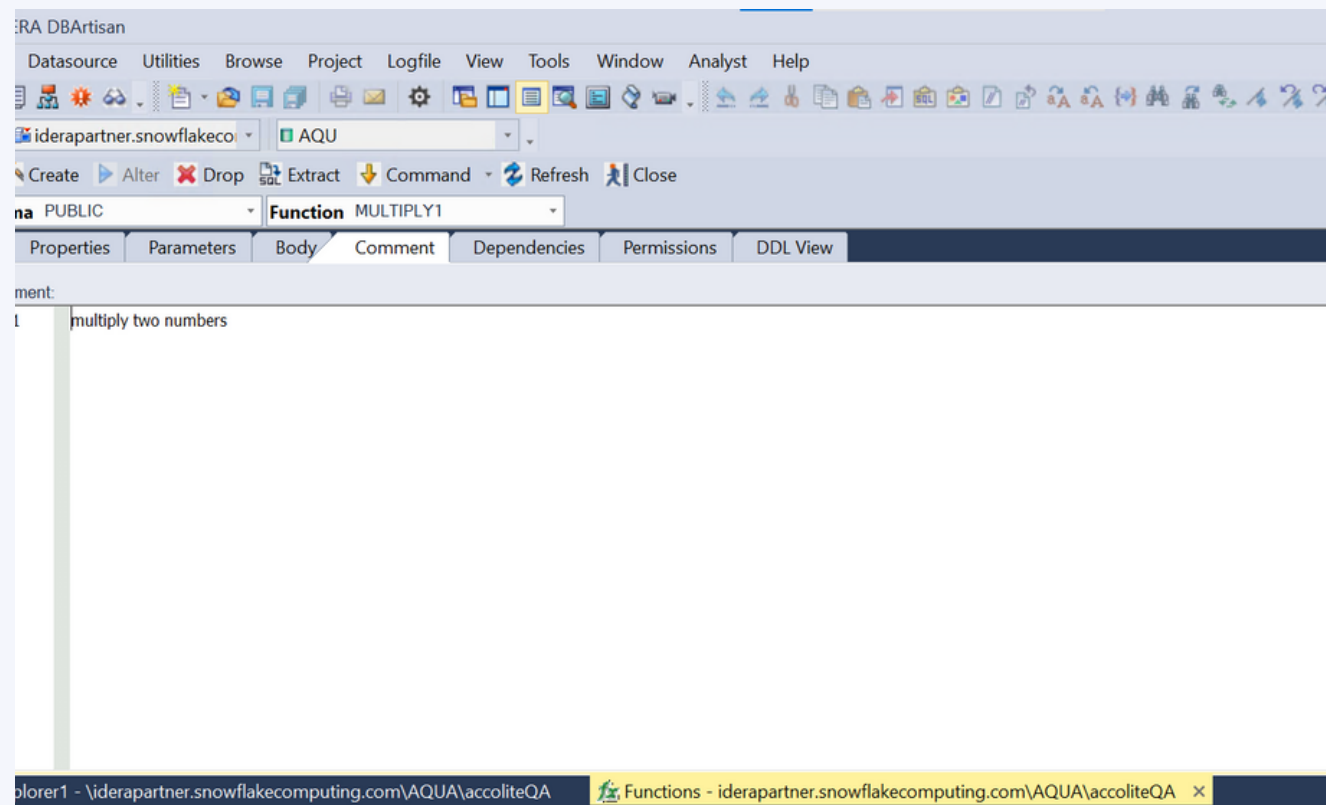 ERA DBArtisan
Datasource Utilities Browse Project Logfile View Tools Window Analyst Help
iderapartner.snowflakeco AQU
Create Alter Drop Extract Command Refresh Close
ma PUBLIC Function MULTIPLY1
Properties Parameters Body Comment Dependencies Permissions DDL View
ment:
1 multiply two numbers
plorer1 - \iderapartner.snowflakecomputing.com\AQUA\accoliteQA Functions - iderapartner.snowflakecomputing.com\AQUA\accoliteQA